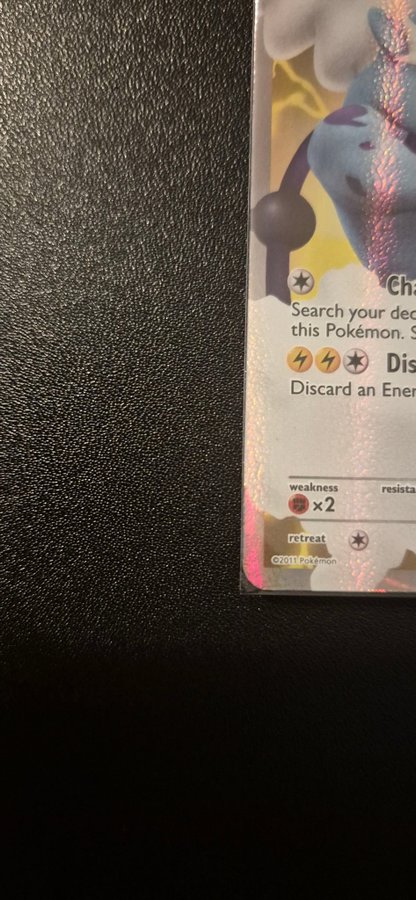 Cha
Search your dec
this Pokémon. S
Dis
Discard an Ener
weakness resista
×2
retreat
©2011 Pokémon